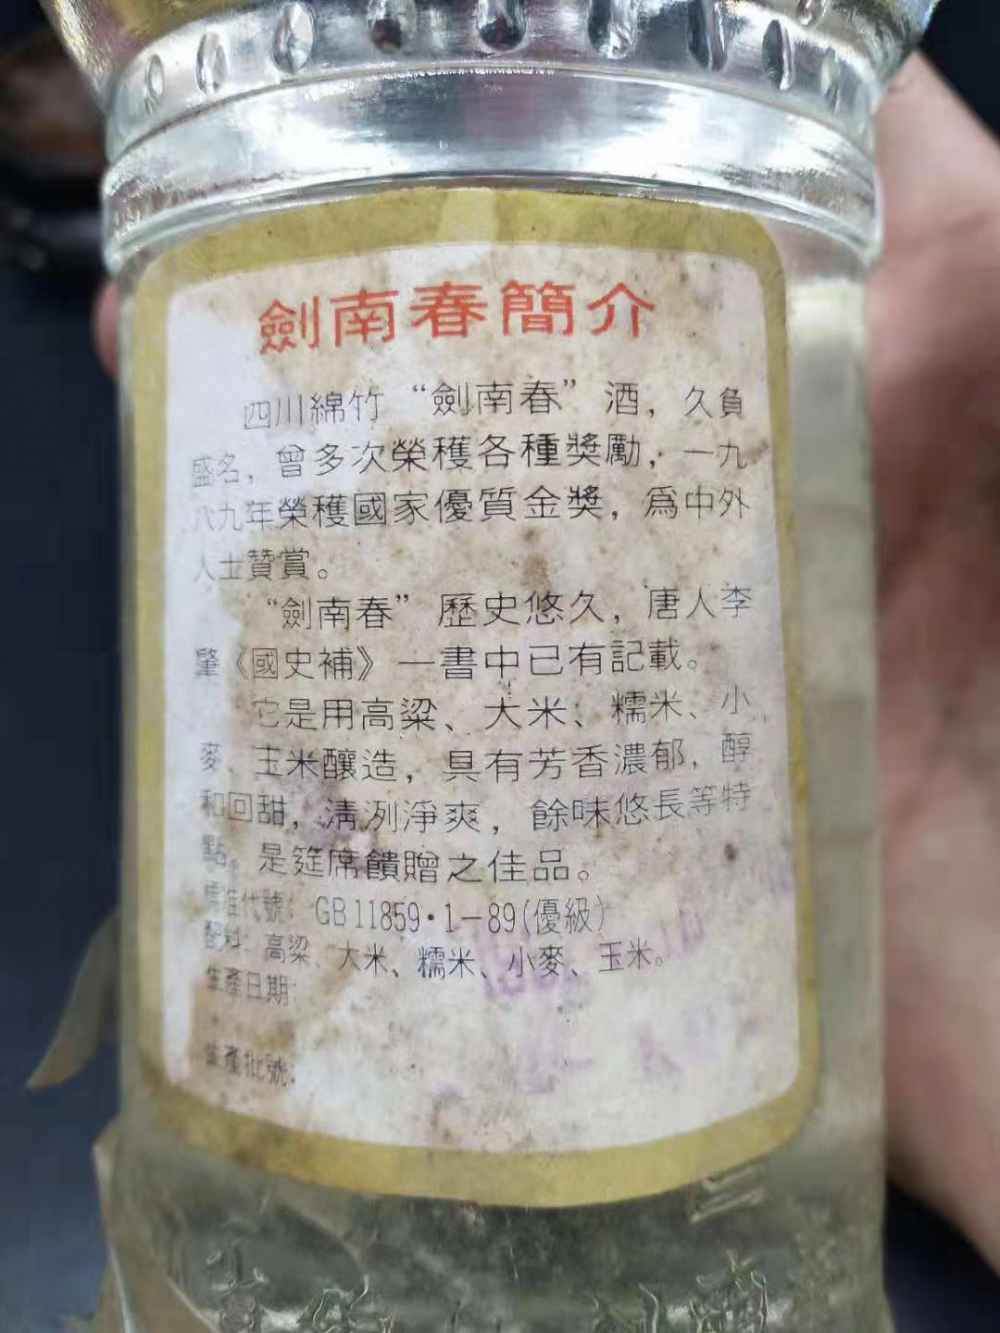 劍南春簡介
四川綿竹“劍南春”酒，久負
盛名，曾多次榮獲各種獎勵，一九
八九年榮獲國家優質金獎，爲中外
人士贊賞。
“劍南春”歷史悠久，唐人李
肇《國史補》一書中已有記載。
它是用高粱、大米、糯米、小
麥、玉米釀造，具有芳香濃郁，醇
和回甜，清洌淨爽，餘味悠長等特
點。是筵席饋贈之佳品。
標准代號：GB11859·1－89(優級)
配料：高梁、大米、糯米、小麥、玉米。
生產日期：
生產批號：